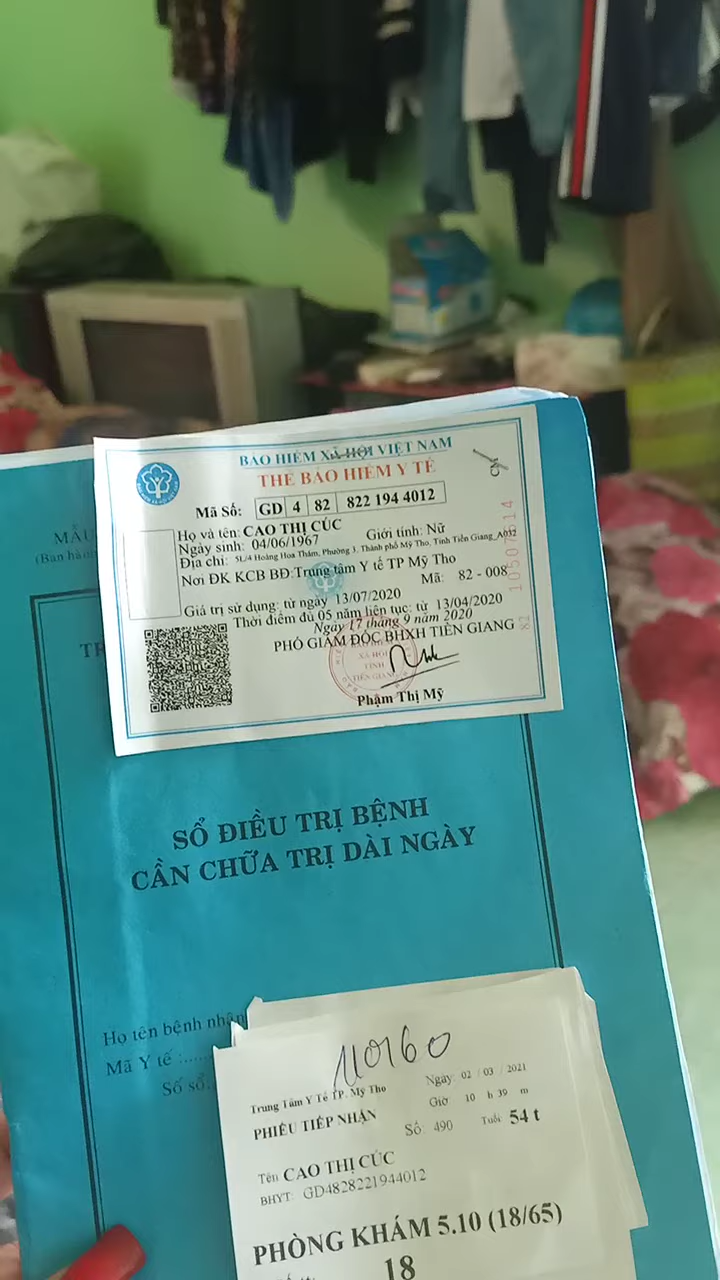 BẢO HIỂM XÃ HỘI VIỆT NAM
THẺ BẢO HIỂM Y TẾ
Mã Số: GD 4 82 822 194 4012
Họ và tên: CAO THỊ CÚC
Giới tính: Nữ
Ngày sinh: 04/06/1967
Địa chỉ: 5L/4 Hoàng Hoa Thám, Phường 3, Thành phố Mỹ Tho, Tỉnh Tiền Giang_A012
Nơi ĐK KCB BĐ: Trung tâm Y tế TP Mỹ Tho
Mã: 82 - 008
Giá trị sử dụng: từ ngày 13/07/2020
Thời điểm đủ 05 năm liên tục: từ 13/04/2020
Ngày 17 tháng 9 năm 2020
PHÓ GIÁM ĐỐC BHXH TIỀN GIANG
XÃ HỘI
TỈNH
TIỀN GIANG
Phạm Thị Mỹ
82
MẪU
(Ban hành
SỔ ĐIỀU TRỊ BỆNH
CẦN CHỮA TRỊ DÀI NGÀY
Họ tên bệnh nhân
Mã Y tế :......
Số sổ.
110160
Trung Tâm Y Tế TP. Mỹ Tho
Ngày: 02 / 03 / 2021
PHIẾU TIẾP NHẬN
Giờ 10 h 39 m
Số: 490
Tuổi: 54 t
Tên CAO THỊ CÚC
BHYT: GD4828221944012
PHÒNG KHÁM 5.10 (18/65)
18